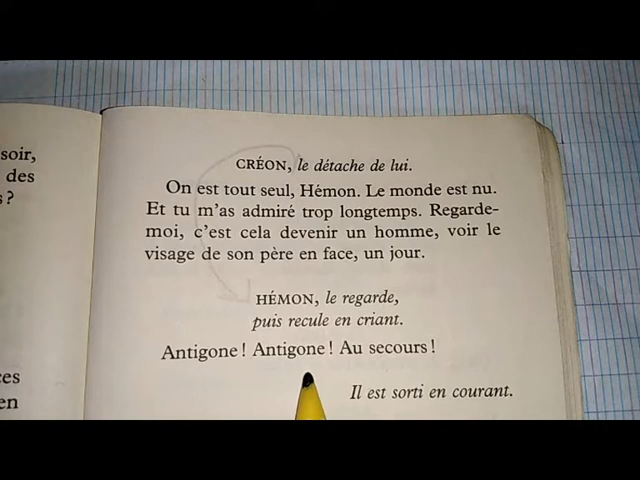 soir,
des
s ?
ces
en
CRÉON, le détache de lui.
On est tout seul, Hémon. Le monde est nu.
Et tu m'as admiré trop longtemps. Regarde-
moi, c'est cela devenir un homme, voir le
visage de son père en face, un jour.
HÉMON, le regarde,
puis recule en criant.
Antigone ! Antigone ! Au secours !
Il est sorti en courant.